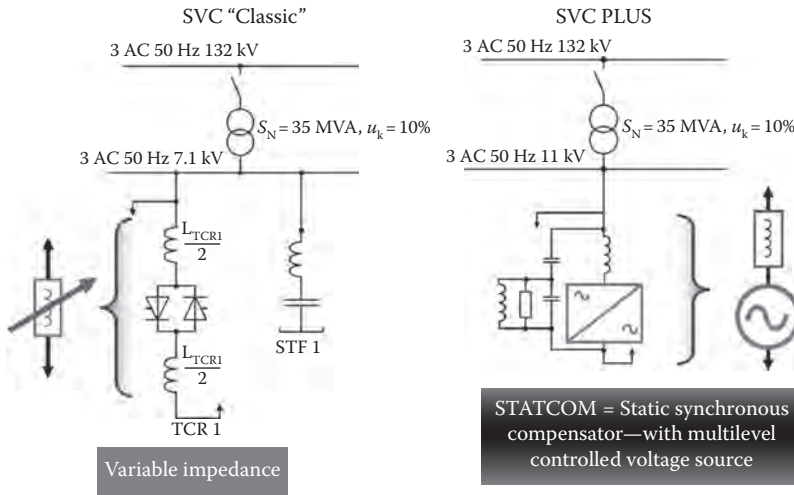 SVC “Classic”
3 AC 50 Hz 132 kV
S_N = 35 MVA, u_k = 10%
3 AC 50 Hz 7.1 kV
L_TCR1
2
L_TCR1
2
STF 1
TCR 1
Variable impedance
SVC PLUS
3 AC 50 Hz 132 kV
S_N = 35 MVA, u_k = 10%
3 AC 50 Hz 11 kV
STATCOM = Static synchronous
compensator—with multilevel
controlled voltage source